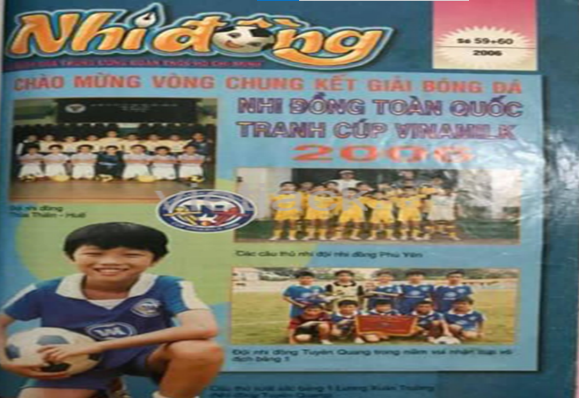 Nhi đồng
Số 59+60
2006
CHÀO MỪNG VÒNG CHUNG KẾT GIẢI BÓNG ĐÁ
NHI ĐỒNG TOÀN QUỐC
TRANH CÚP VINAMILK
2006
Đội nhi đồng
Thừa Thiên - Huế
Các cầu thủ nhí đội nhi đồng Phú Yên
Đội nhi đồng Tuyên Quang trong niềm vui nhận cúp vô
địch bảng 1
Cầu thủ xuất sắc bảng 1 Lương Xuân Trường